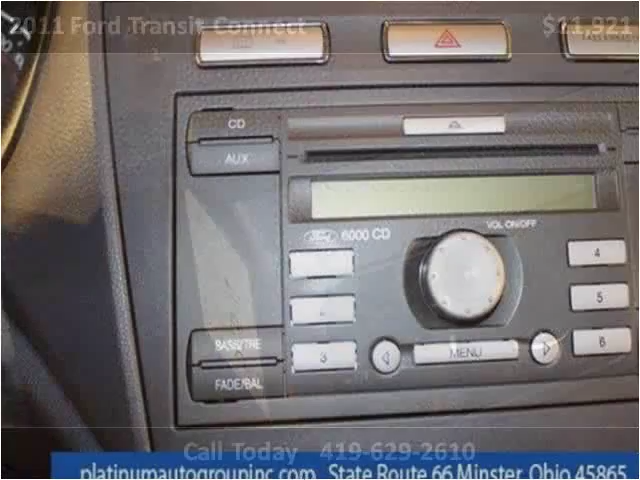 2011 Ford Transit Connect
$11,921
CD
AUX
Ford 6000 CD
VOL ON/OFF
4
5
6
3
MENU
BASS/TRE
FADE/BAL
Call Today 419-629-2610
platinumautogroupinc.com State Route 66 Minster, Ohio 45865